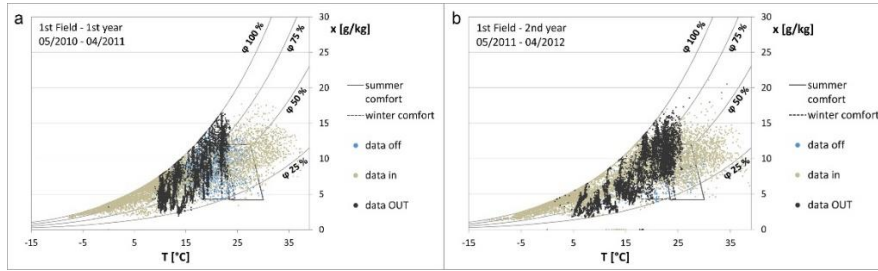 a
1st Field - 1st year
05/2010 - 04/2011
x [g/kg]
φ 100 %
φ 75 %
φ 50 %
φ 25 %
summer comfort
winter comfort
data off
data in
data OUT
30
25
20
15
10
5
0
-15 -5 5 15 25 35
T [°C]
b
1st Field - 2nd year
05/2011 - 04/2012
x [g/kg]
φ 100 %
φ 75 %
φ 50 %
φ 25 %
summer comfort
winter comfort
data off
data in
data OUT
30
25
20
15
10
5
0
-15 -5 5 15 25 35
T [°C]